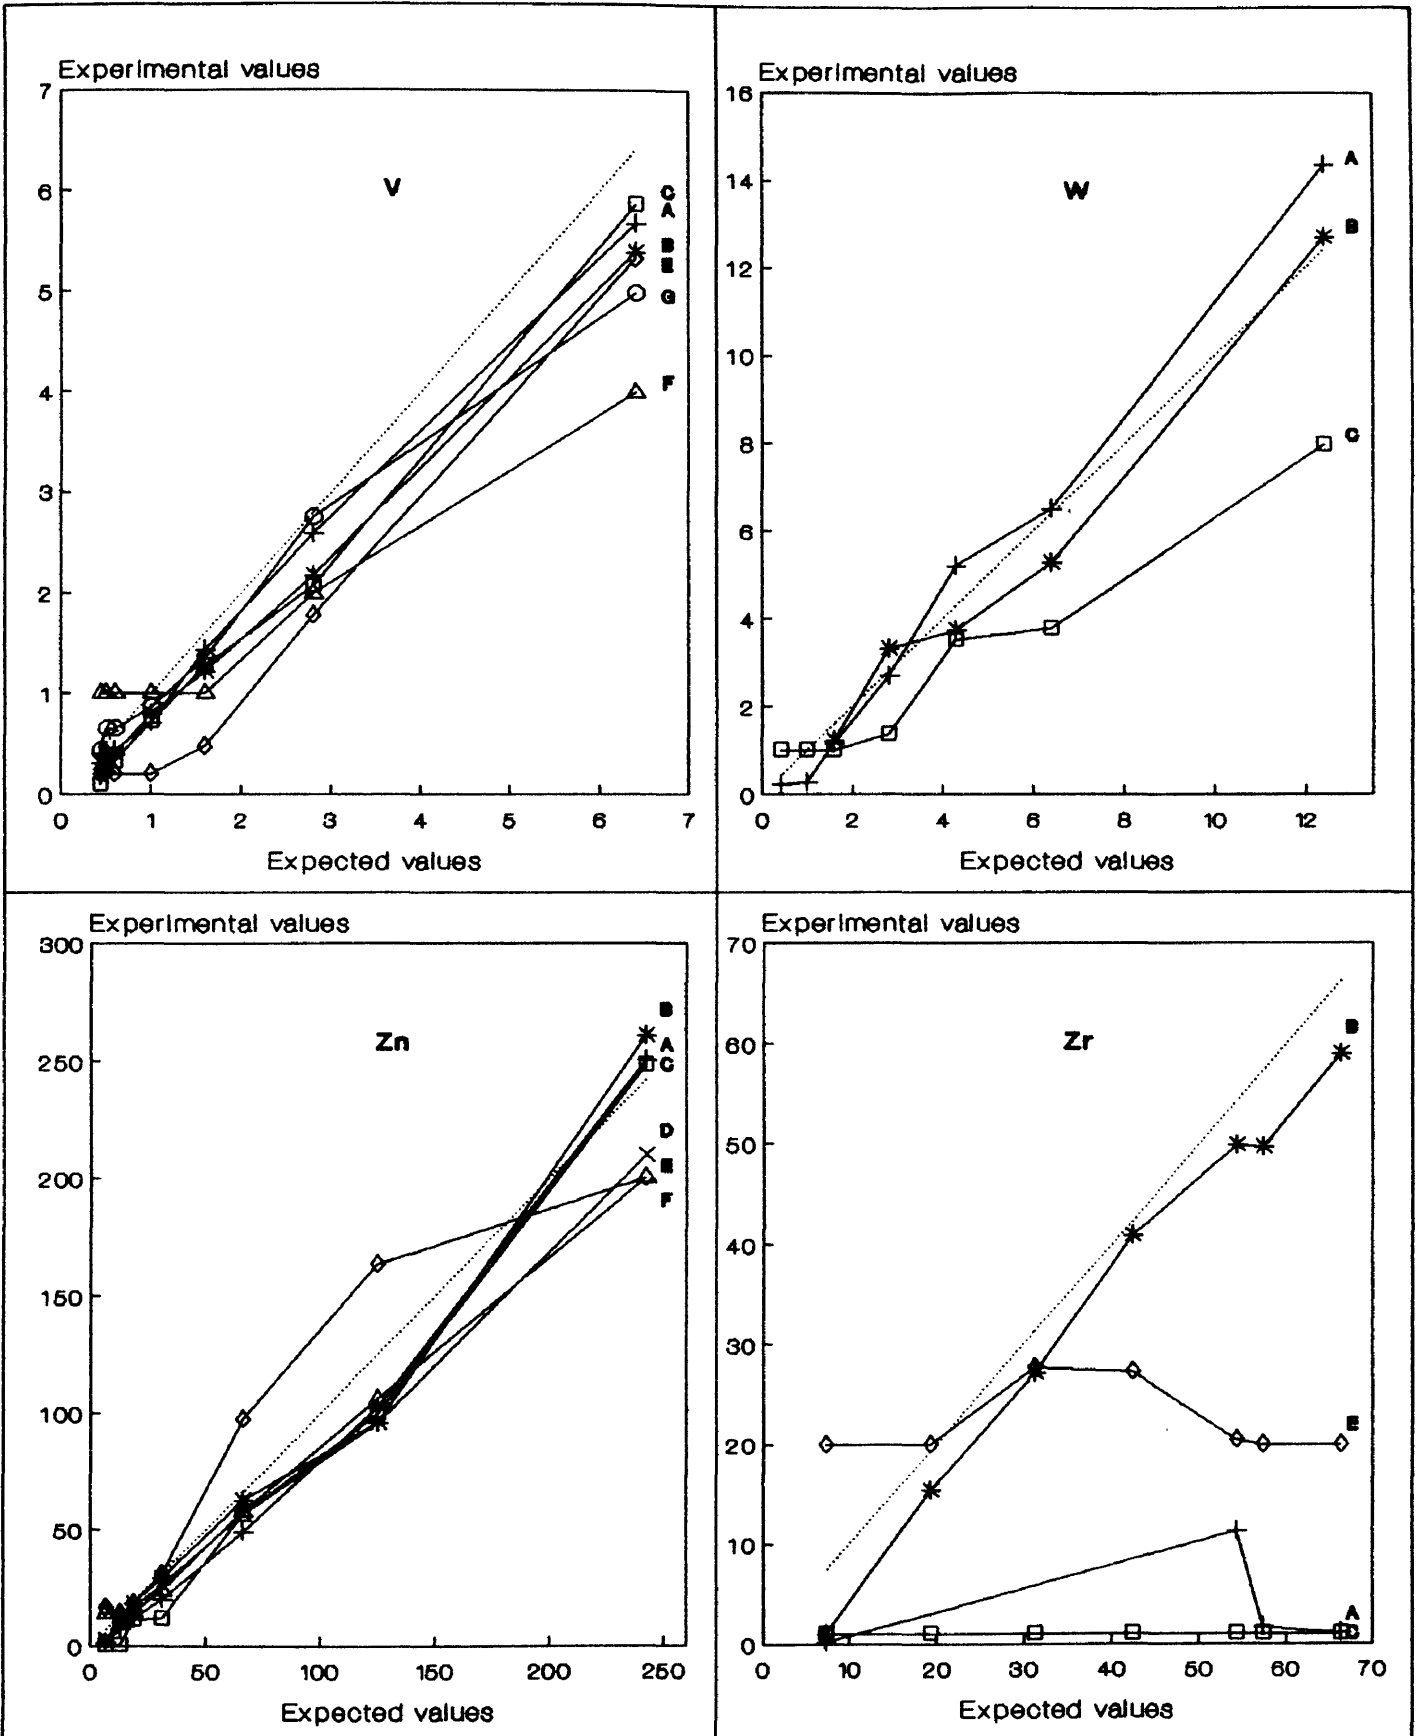 Experimental values
7
6
5
4
3
2
1
0
V
C
A
B
E
G
F
0 1 2 3 4 5 6 7
Expected values
Experimental values
16
14
12
10
8
6
4
2
0
W
A
B
C
0 2 4 6 8 10 12
Expected values
Experimental values
300
250
200
150
100
50
0
Zn
B
A
C
D
E
F
0 50 100 150 200 250
Expected values
Experimental values
70
60
50
40
30
20
10
0
Zr
B
E
A
C
0 10 20 30 40 50 60 70
Expected values